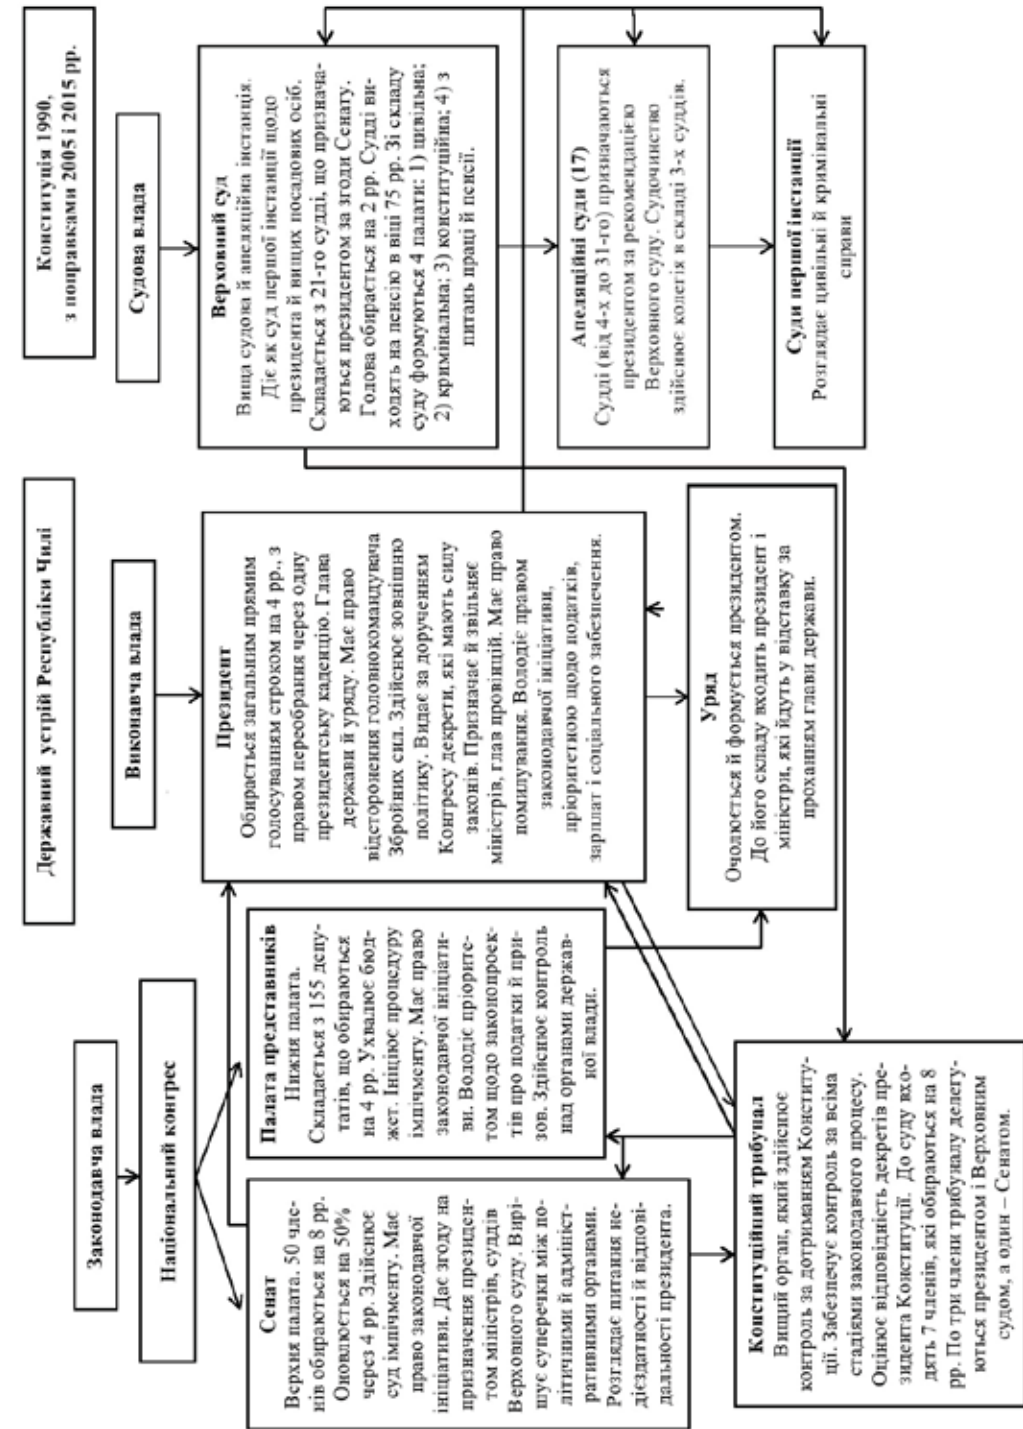 Державний устрій Республіки Чилі
Конституція 1990,
з поправками 2005 і 2015 рр.
Законодавча влада
Виконавча влада
Судова влада
Національний конгрес
Сенат
Верхня палата. 50 чле-
нів обираються на 8 рр.
Оновлюється на 50%
через 4 рр. Здійснює
суд імпічменту. Має
право законодавчої
ініціативи. Дає згоду на
призначення президен-
том міністрів, суддів
Верховного суду. Вирі-
шує суперечки між по-
літичними й адмініст-
ративними органами.
Розглядає питання не-
дієздатності й відпові-
дальності президента.
Палата представників
Нижня палата.
Складається з 155 депу-
татів, що обираються
на 4 рр. Ухвалює бюд-
жет. Ініціює процедуру
імпічменту. Має право
законодавчої ініціати-
ви. Володіє пріорите-
том щодо законопроек-
тів про податки й при-
зов. Здійснює контроль
над органами держав-
ної влади.
Президент
Обирається загальним прямим
голосуванням строком на 4 рр., з
правом переобрання через одну
президентську каденцію. Глава
держави й уряду. Має право
відсторонення головнокомандувача
Збройних сил. Здійснює зовнішню
політику. Видає за дорученням
Конгресу декрети, які мають силу
законів. Призначає й звільняє
міністрів, глав провінцій. Має право
помилування. Володіє правом
законодавчої ініціативи,
пріоритетною щодо податків,
зарплат і соціального забезпечення.
Верховний суд
Вища судова й апеляційна інстанція.
Діє як суд першої інстанції щодо
президента й вищих посадових осіб.
Складається з 21-го судді, що признача-
ються президентом за згоди Сенату.
Голова обирається на 2 рр. Судді ви-
ходять на пенсію в віці 75 рр. Зі складу
суду формуються 4 палати: 1) цивільна;
2) кримінальна; 3) конституційна; 4) з
питань праці й пенсії.
Апеляційні суди (17)
Судді (від 4-х до 31-го) призначаються
президентом за рекомендацією
Верховного суду. Судочинство
здійснює колегія в складі 3-х суддів.
Суди першої інстанції
Розглядає цивільні й кримінальні
справи
Уряд
Очолюється й формується президентом.
До його складу входить президент і
міністри, які йдуть у відставку за
проханням глави держави.
Конституційний трибунал
Вищий орган, який здійснює
контроль за дотриманням Конститу-
ції. Забезпечує контроль за всіма
стадіями законодавчого процесу.
Оцінює відповідність декретів пре-
зидента Конституції. До суду вхо-
дять 7 членів, які обираються на 8
рр. По три члени трибуналу делегу-
ються президентом і Верховним
судом, а один – Сенатом.